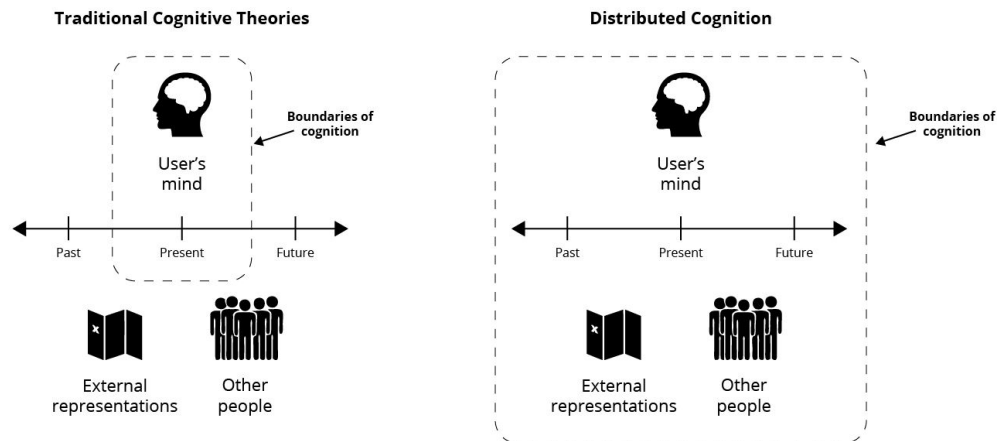 Traditional Cognitive Theories
Boundaries of
cognition
User's
mind
Past
Present
Future
x
External
representations
Other
people
Distributed Cognition
Boundaries of
cognition
User's
mind
Past
Present
Future
x
External
representations
Other
people